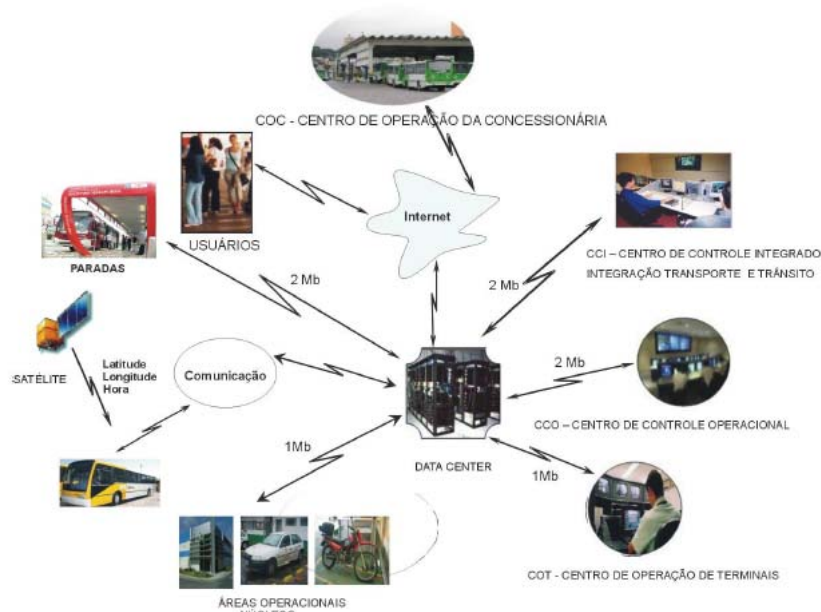 COC - CENTRO DE OPERAÇÃO DA CONCESSIONÁRIA
USUÁRIOS
Internet
PARADAS
2 Mb
2 Mb
CCI – CENTRO DE CONTROLE INTEGRADO
INTEGRAÇÃO TRANSPORTE E TRÂNSITO
SATÉLITE
Latitude
Longitude
Hora
Comunicação
2 Mb
CCO – CENTRO DE CONTROLE OPERACIONAL
DATA CENTER
1Mb
1Mb
COT - CENTRO DE OPERAÇÃO DE TERMINAIS
ÁREAS OPERACIONAIS